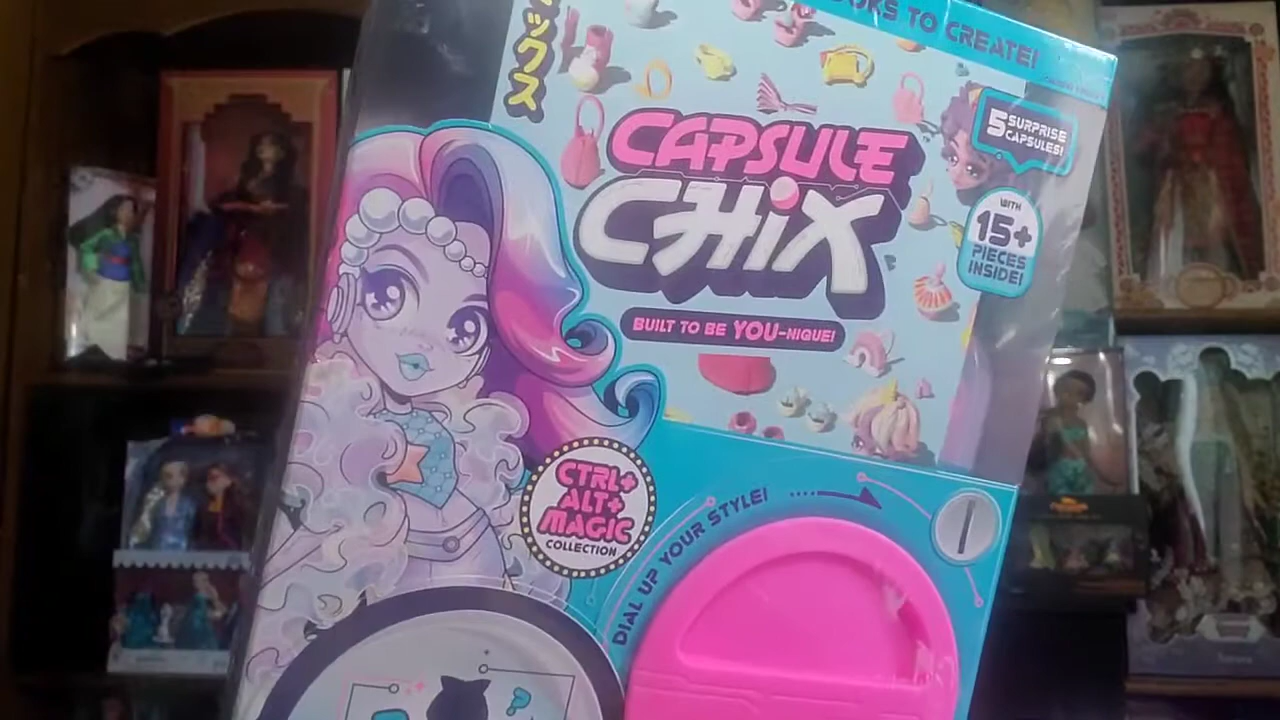 ックス
OKS TO CREATE!
CAPSULE
CHiX
BUILT TO BE YOU-NIQUE!
5 SURPRISE
CAPSULES!
WITH
15+
PIECES
INSIDE!
CTRL+
ALT+
MAGIC
COLLECTION
DIAL UP YOUR STYLE!
?